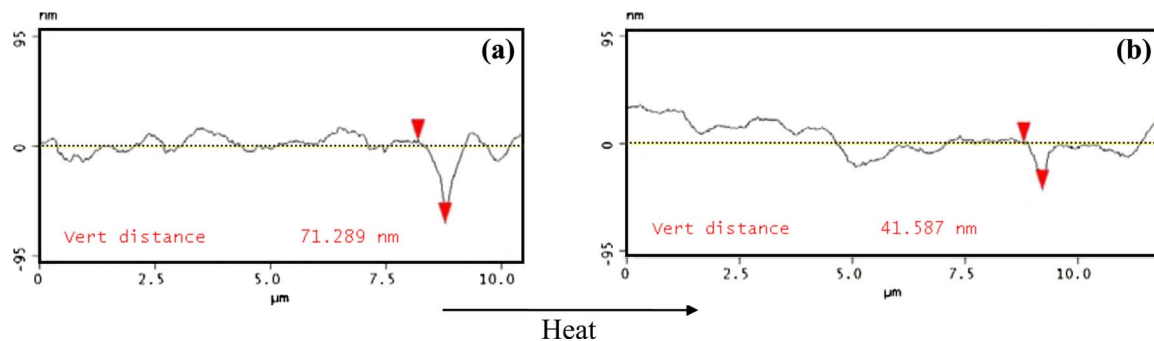 nm
95
0
-95
(a)
Vert distance 71.289 nm
0 2.5 5.0 7.5 10.0
µm
nm
95
0
-95
(b)
Vert distance 41.587 nm
0 2.5 5.0 7.5 10.0
µm
Heat